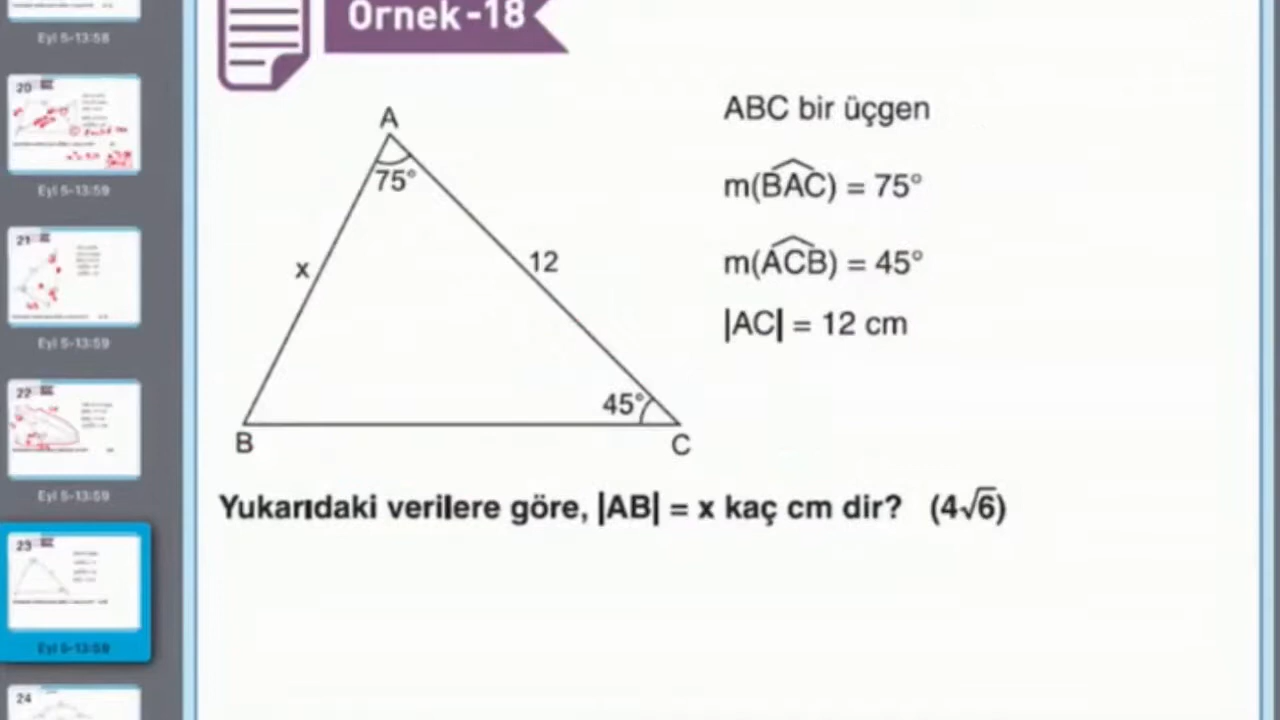 Eyl 5-13:58
20
Eyl 5-13:59
21
Eyl 5-13:59
22
Eyl 5-13:59
23
Eyl 5-13:59
24
Örnek-18
A
75°
x
12
45°
B
C
ABC bir üçgen
m(BAC) = 75°
m(ACB) = 45°
|AC| = 12 cm
Yukarıdaki verilere göre, |AB| = x kaç cm dir? (4√6)